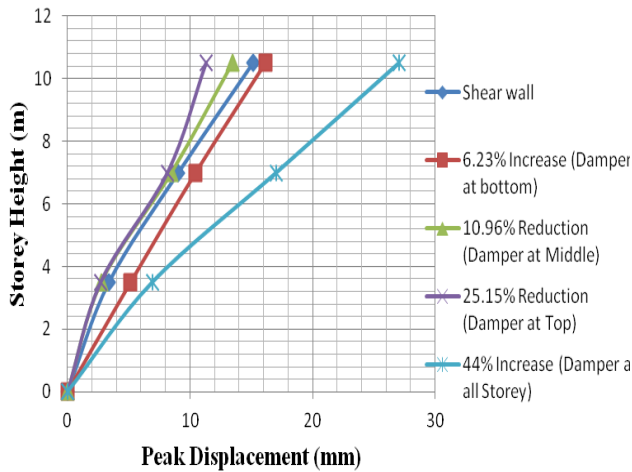 12
10
8
6
4
2
0
Storey Height (m)
0
10
20
30
Peak Displacement (mm)
Shear wall
6.23% Increase (Damper
at bottom)
10.96% Reduction
(Damper at Middle)
25.15% Reduction
(Damper at Top)
44% Increase (Damper a
all Storey)